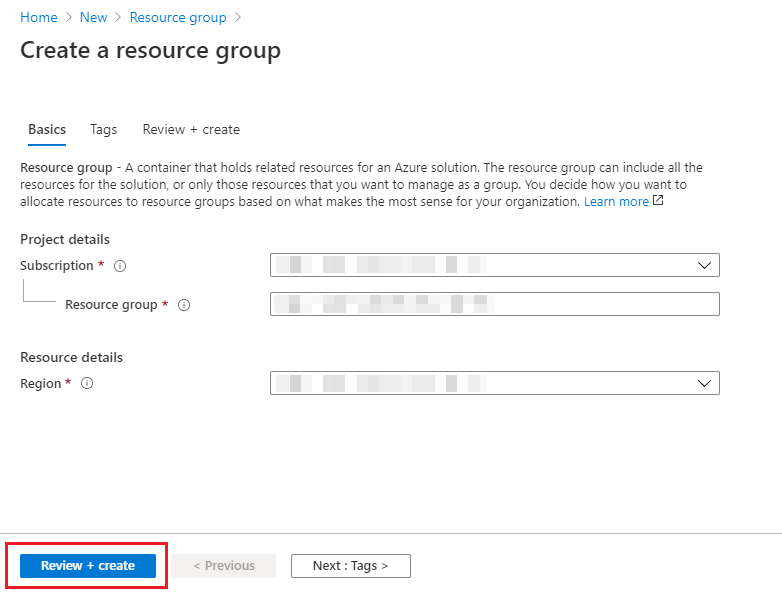 Home > New > Resource group >
Create a resource group
Basics Tags Review + create
Resource group - A container that holds related resources for an Azure solution. The resource group can include all the
resources for the solution, or only those resources that you want to manage as a group. You decide how you want to
allocate resources to resource groups based on what makes the most sense for your organization. Learn more
Project details
Subscription *
Resource group *
Resource details
Region *
Review + create < Previous Next : Tags >